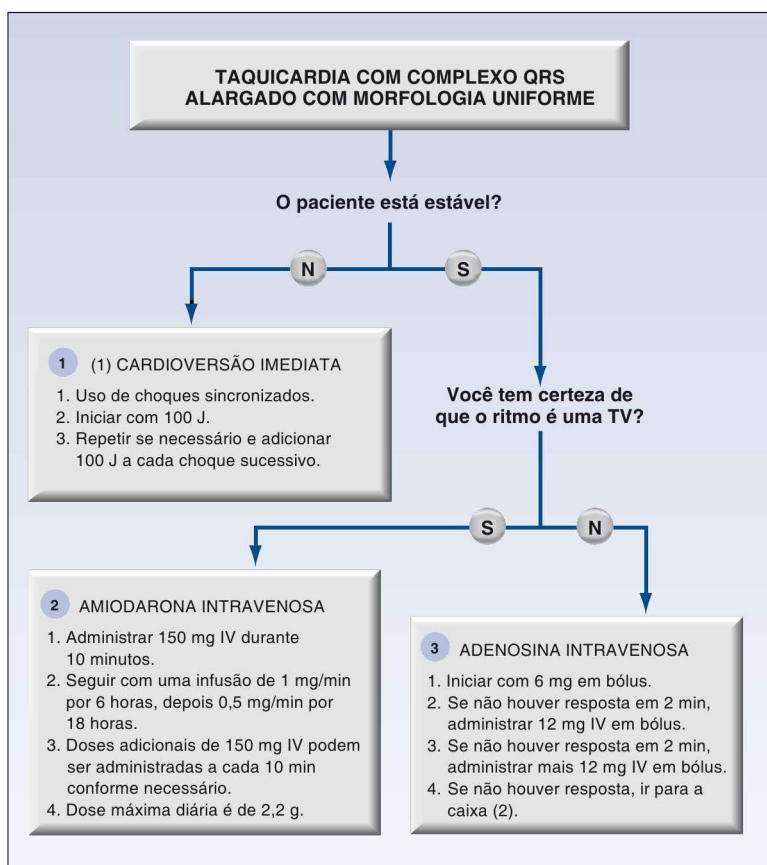 TAQUICARDIA COM COMPLEXO QRS
ALARGADO COM MORFOLOGIA UNIFORME
O paciente está estável?
N
S
1 (1) CARDIOVERSÃO IMEDIATA
1. Uso de choques sincronizados.
2. Iniciar com 100 J.
3. Repetir se necessário e adicionar
100 J a cada choque sucessivo.
Você tem certeza de
que o ritmo é uma TV?
S
N
2 AMIODARONA INTRAVENOSA
1. Administrar 150 mg IV durante
10 minutos.
2. Seguir com uma infusão de 1 mg/min
por 6 horas, depois 0,5 mg/min por
18 horas.
3. Doses adicionais de 150 mg IV podem
ser administradas a cada 10 min
conforme necessário.
4. Dose máxima diária é de 2,2 g.
3 ADENOSINA INTRAVENOSA
1. Iniciar com 6 mg em bólus.
2. Se não houver resposta em 2 min,
administrar 12 mg IV em bólus.
3. Se não houver resposta em 2 min,
administrar mais 12 mg IV em bólus.
4. Se não houver resposta, ir para a
caixa (2).